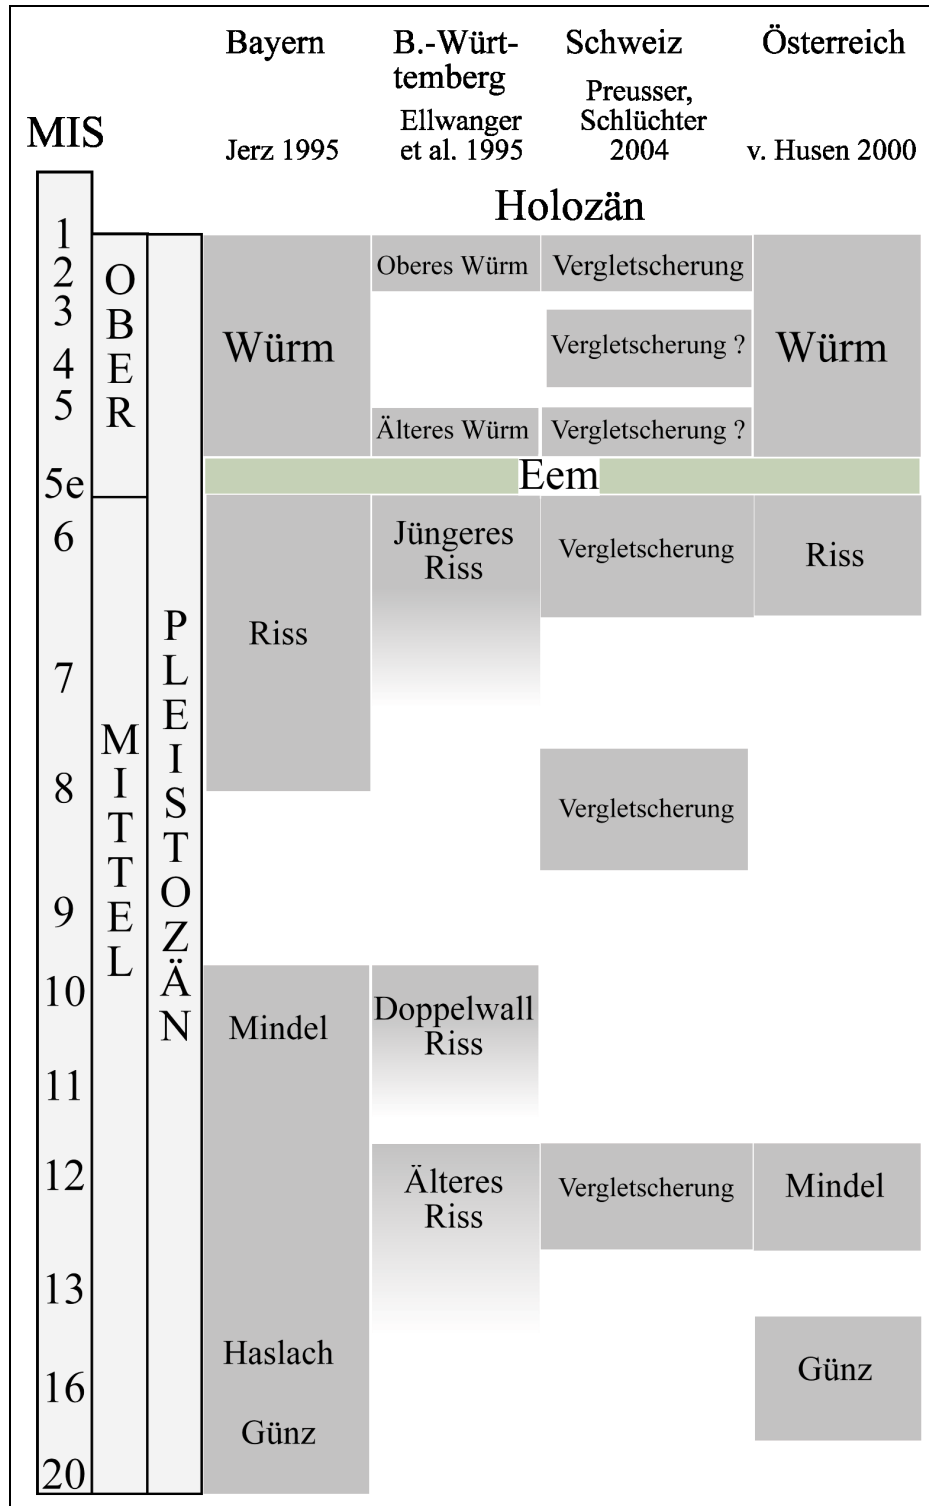 Bayern
B.-Würt-
temberg
Schweiz
Österreich
MIS
Jerz 1995
Ellwanger
et al. 1995
Preusser,
Schlüchter
2004
v. Husen 2000
Holozän
1
2
3
4
5
5e
6
7
8
9
10
11
12
13
16
20
OBER
MITTEL
PLEISTOZÄN
Würm
Oberes Würm
Vergletscherung
Vergletscherung ?
Würm
Älteres Würm
Vergletscherung ?
Eem
Riss
Jüngeres
Riss
Vergletscherung
Riss
Vergletscherung
Mindel
Doppelwall
Riss
Älteres
Riss
Vergletscherung
Mindel
Haslach
Günz
Günz